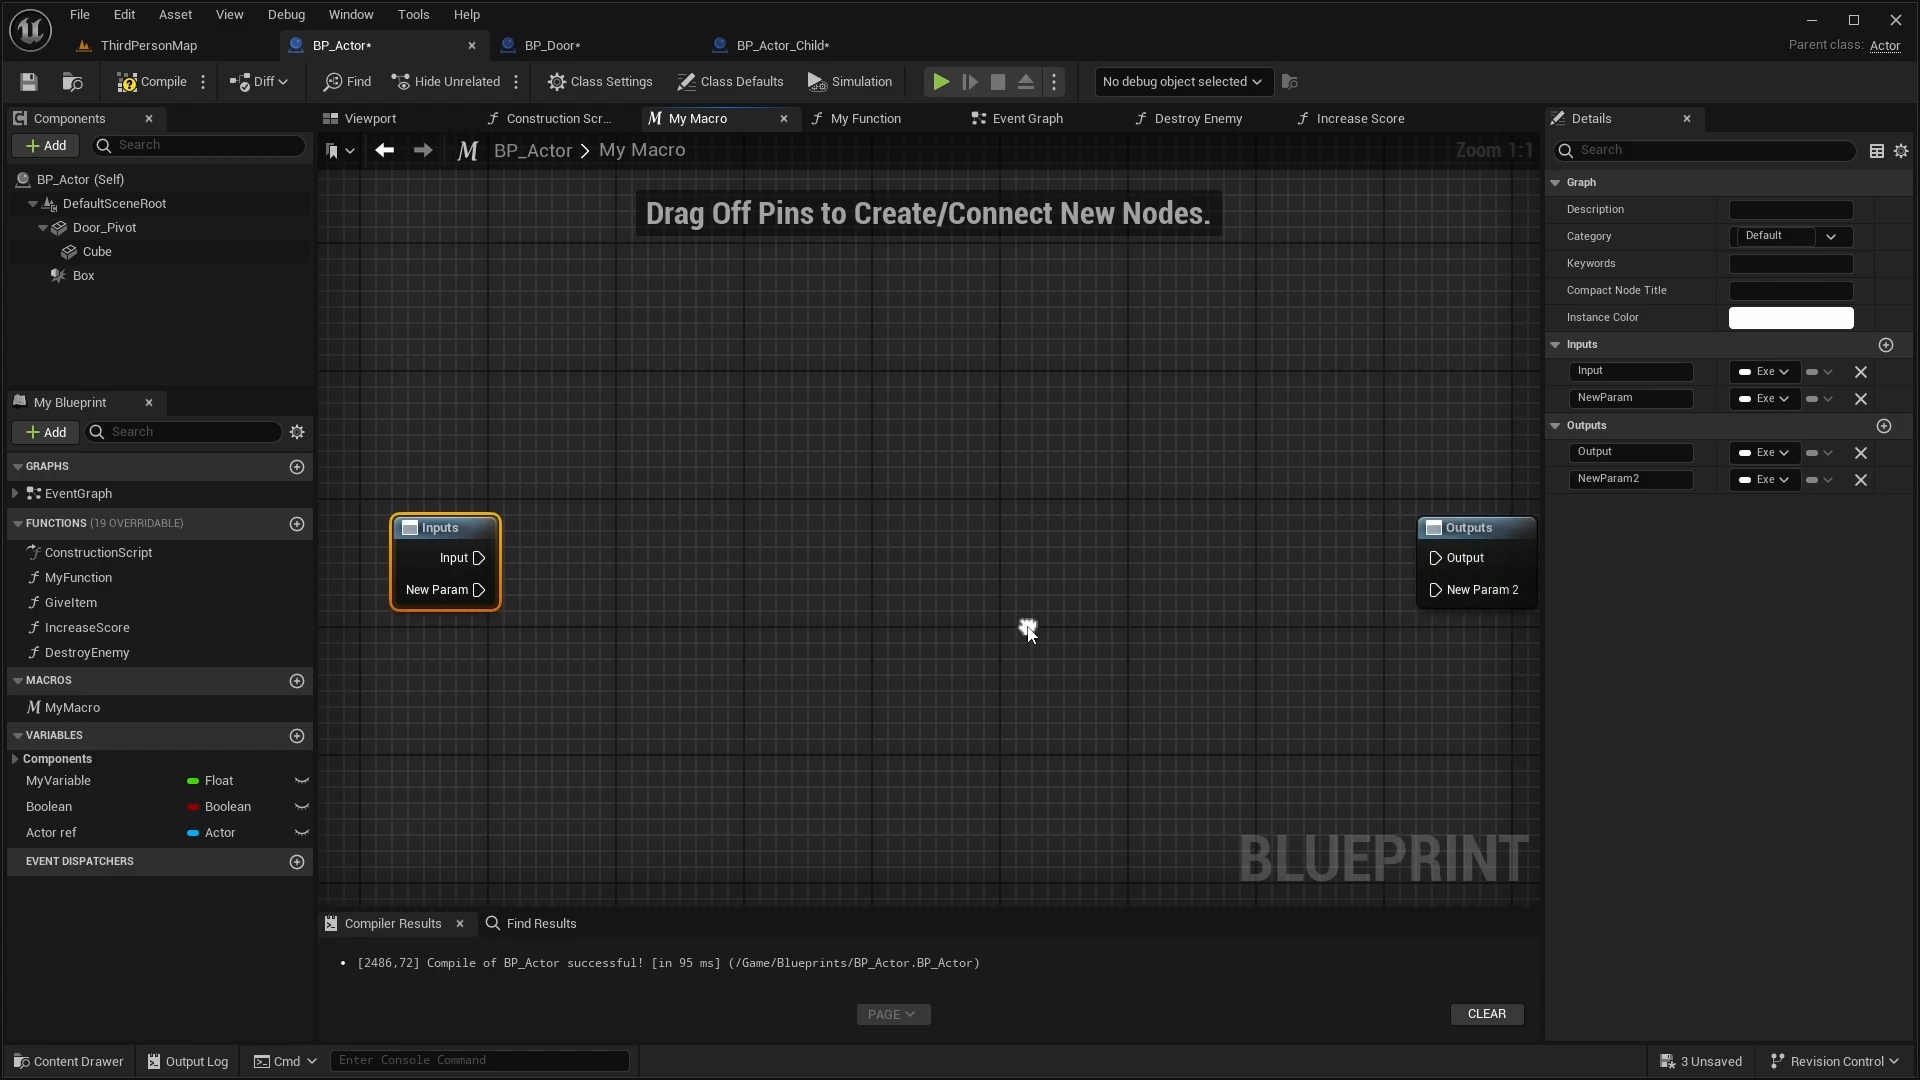 File Edit Asset View Debug Window Tools Help
ThirdPersonMap BP_Actor* BP_Door* BP_Actor_Child* Parent class: Actor
Compile Diff Find Hide Unrelated Class Settings Class Defaults Simulation No debug object selected
Components
Add Search
BP_Actor (Self)
DefaultSceneRoot
Door_Pivot
Cube
Box
My Blueprint
Add Search
GRAPHS
EventGraph
FUNCTIONS (19 OVERRIDABLE)
ConstructionScript
MyFunction
GiveItem
IncreaseScore
DestroyEnemy
MACROS
MyMacro
VARIABLES
Components
MyVariable Float
Boolean Boolean
Actor ref Actor
EVENT DISPATCHERS
Viewport Construction Scr... My Macro My Function Event Graph Destroy Enemy Increase Score
BP_Actor > My Macro Zoom 1:1
Drag Off Pins to Create/Connect New Nodes.
Inputs
Input
New Param
Outputs
Output
New Param 2
BLUEPRINT
Compiler Results Find Results
• [2486,72] Compile of BP_Actor successful! [in 95 ms] (/Game/Blueprints/BP_Actor.BP_Actor)
PAGE CLEAR
Details
Search
Graph
Description
Category Default
Keywords
Compact Node Title
Instance Color
Inputs
Input Exe
NewParam Exe
Outputs
Output Exe
NewParam2 Exe
Content Drawer Output Log Cmd Enter Console Command 3 Unsaved Revision Control